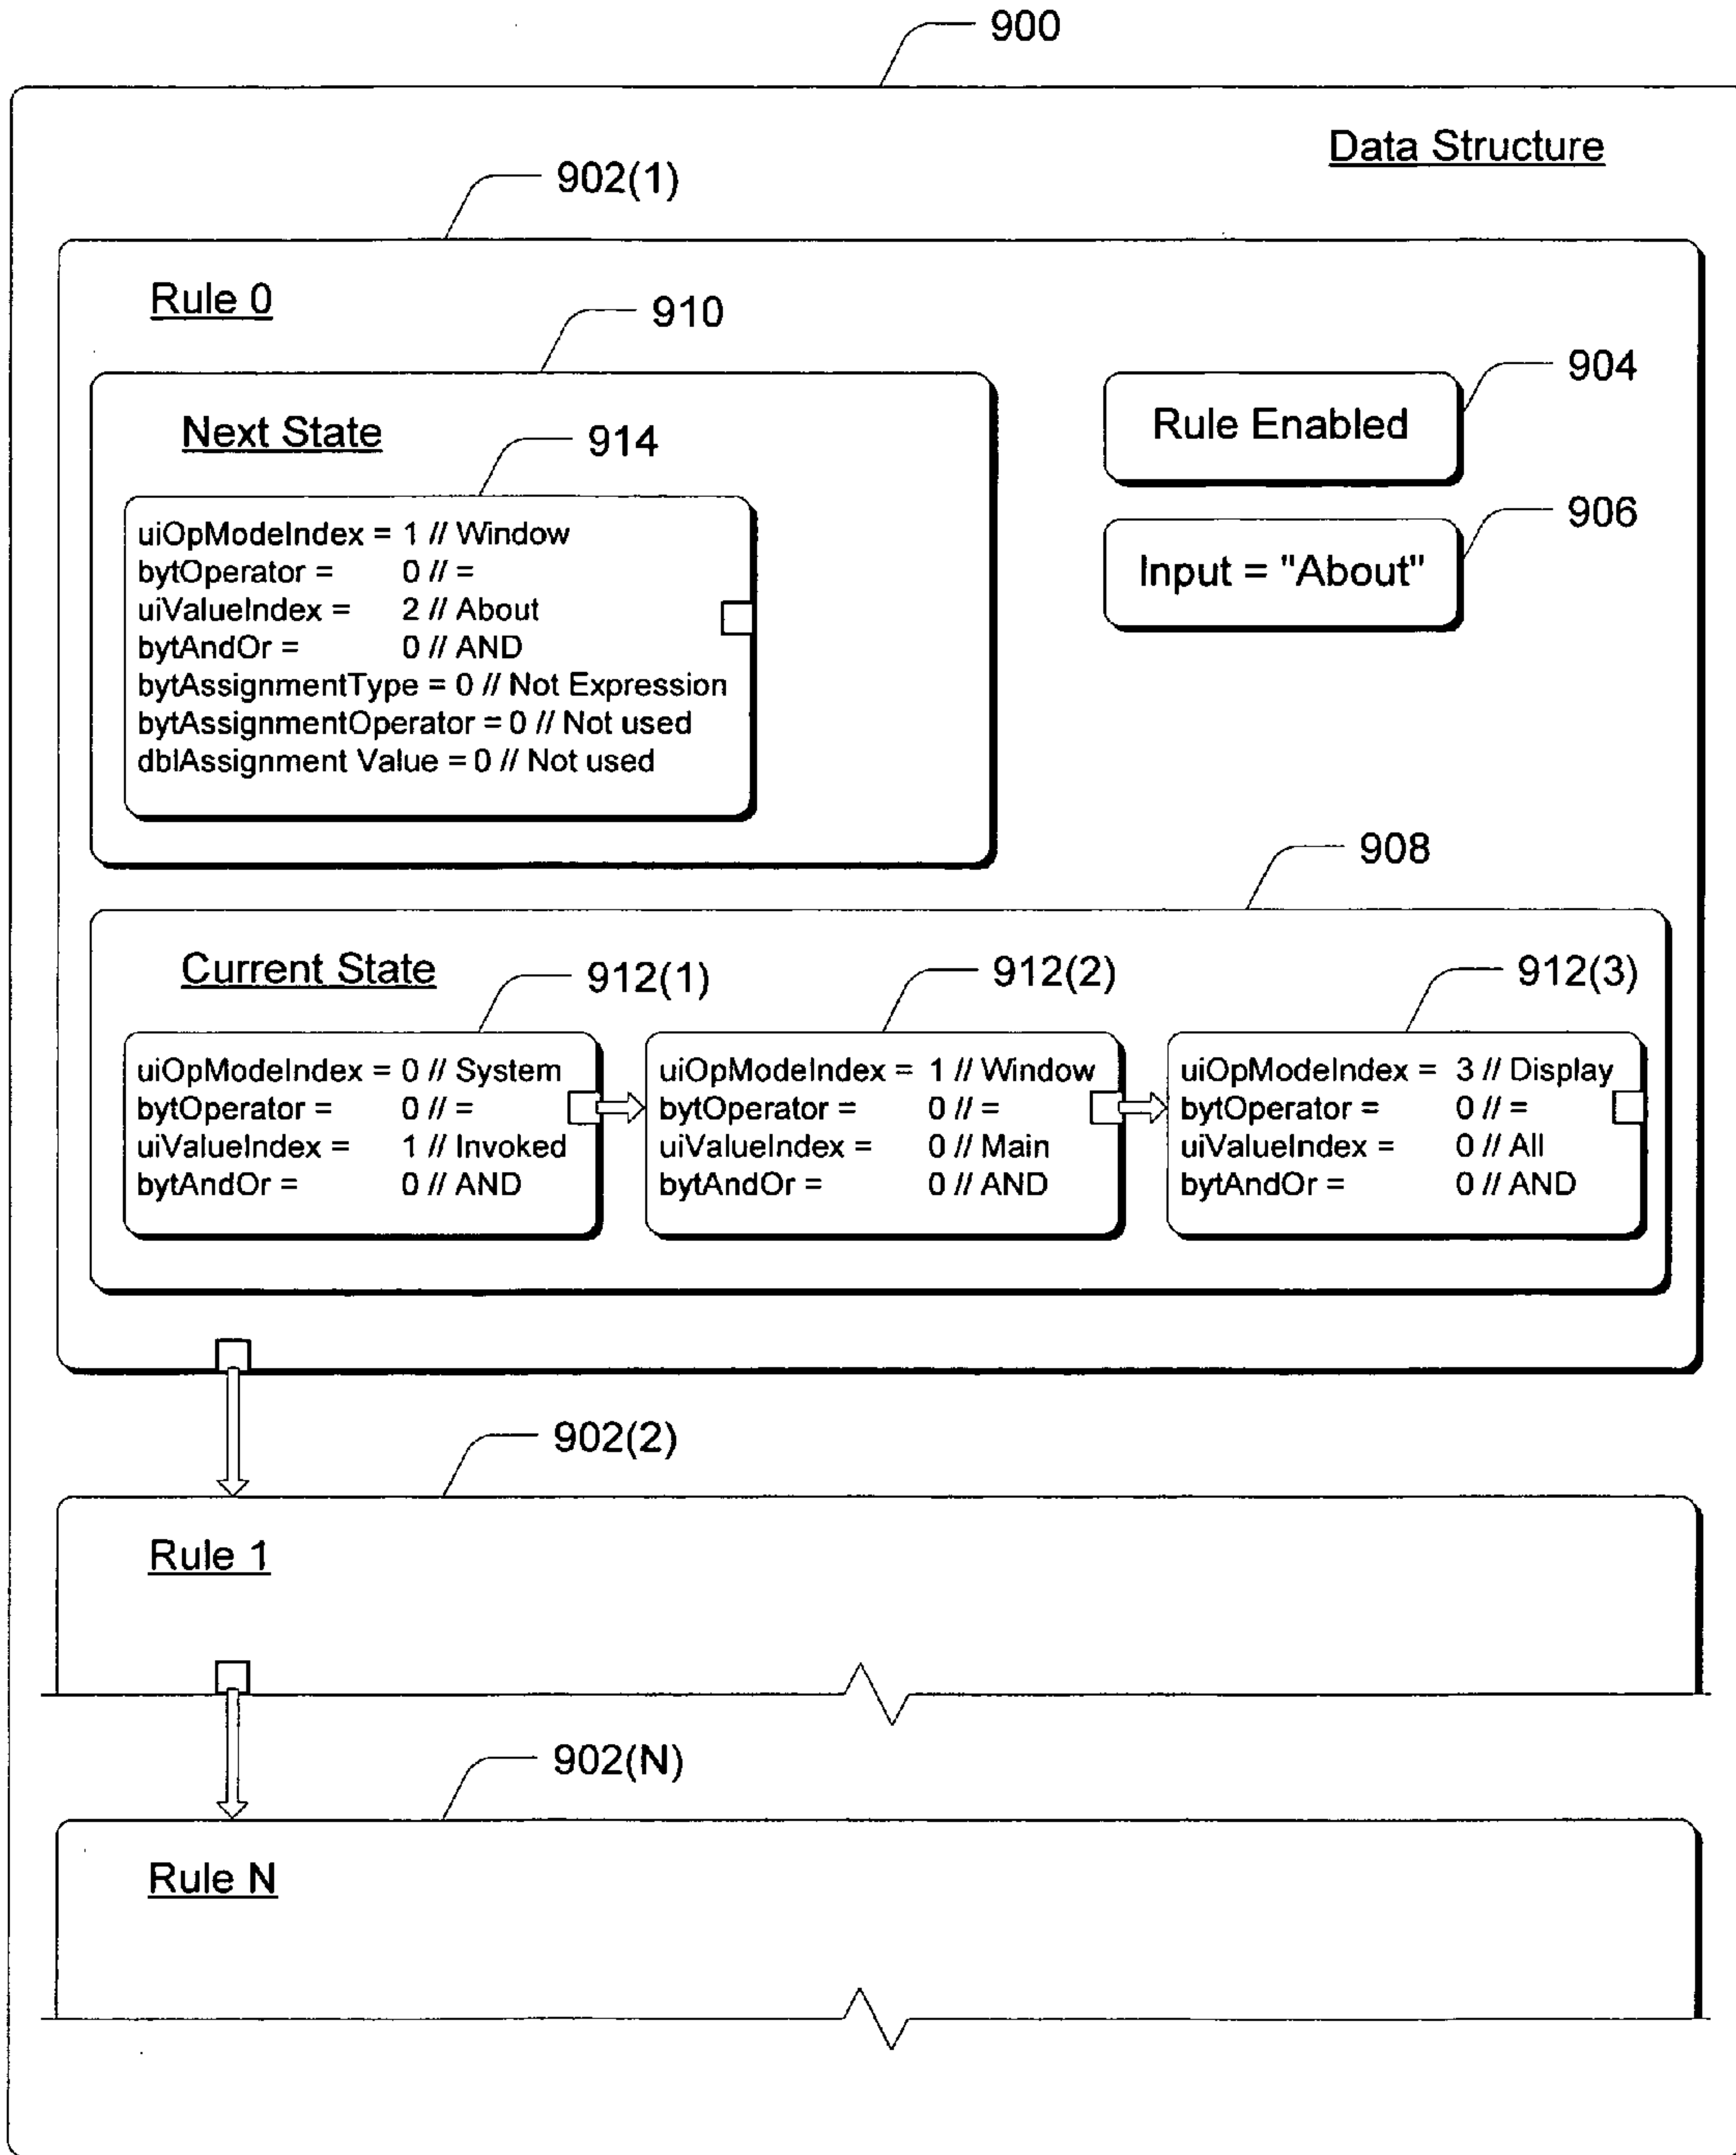 900
Data Structure
902(1)
Rule 0
910
904
Rule Enabled
Next State
914
906
Input = "About"
uiOpModeIndex = 1 // Window
bytOperator = 0 // =
uiValueIndex = 2 // About
bytAndOr = 0 // AND
bytAssignmentType = 0 // Not Expression
bytAssignmentOperator = 0 // Not used
dblAssignment Value = 0 // Not used
908
Current State
912(1)
912(2)
912(3)
uiOpModeIndex = 0 // System
bytOperator = 0 // =
uiValueIndex = 1 // Invoked
bytAndOr = 0 // AND
uiOpModeIndex = 1 // Window
bytOperator = 0 // =
uiValueIndex = 0 // Main
bytAndOr = 0 // AND
uiOpModeIndex = 3 // Display
bytOperator = 0 // =
uiValueIndex = 0 // All
bytAndOr = 0 // AND
902(2)
Rule 1
902(N)
Rule N